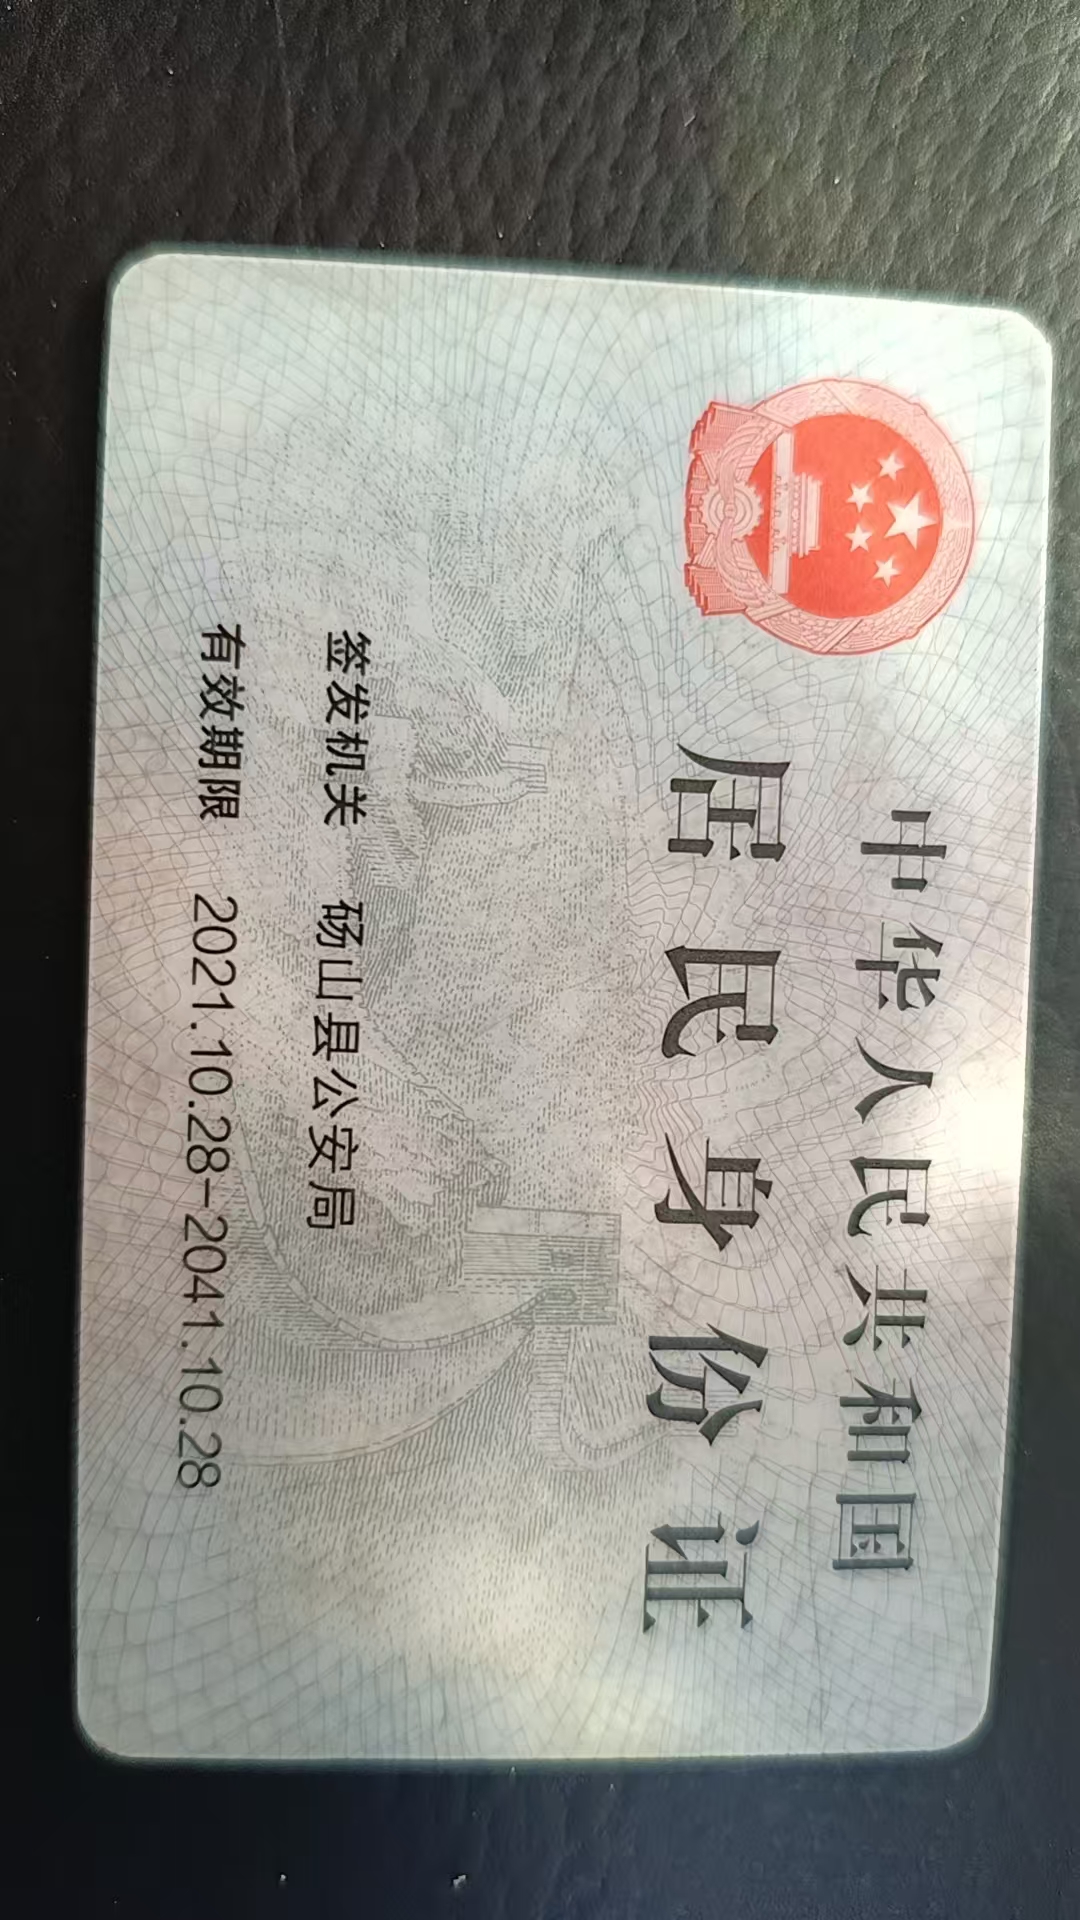 中华人民共和国
居民身份证
签发机关 砀山县公安局
有效期限 2021.10.28-2041.10.28